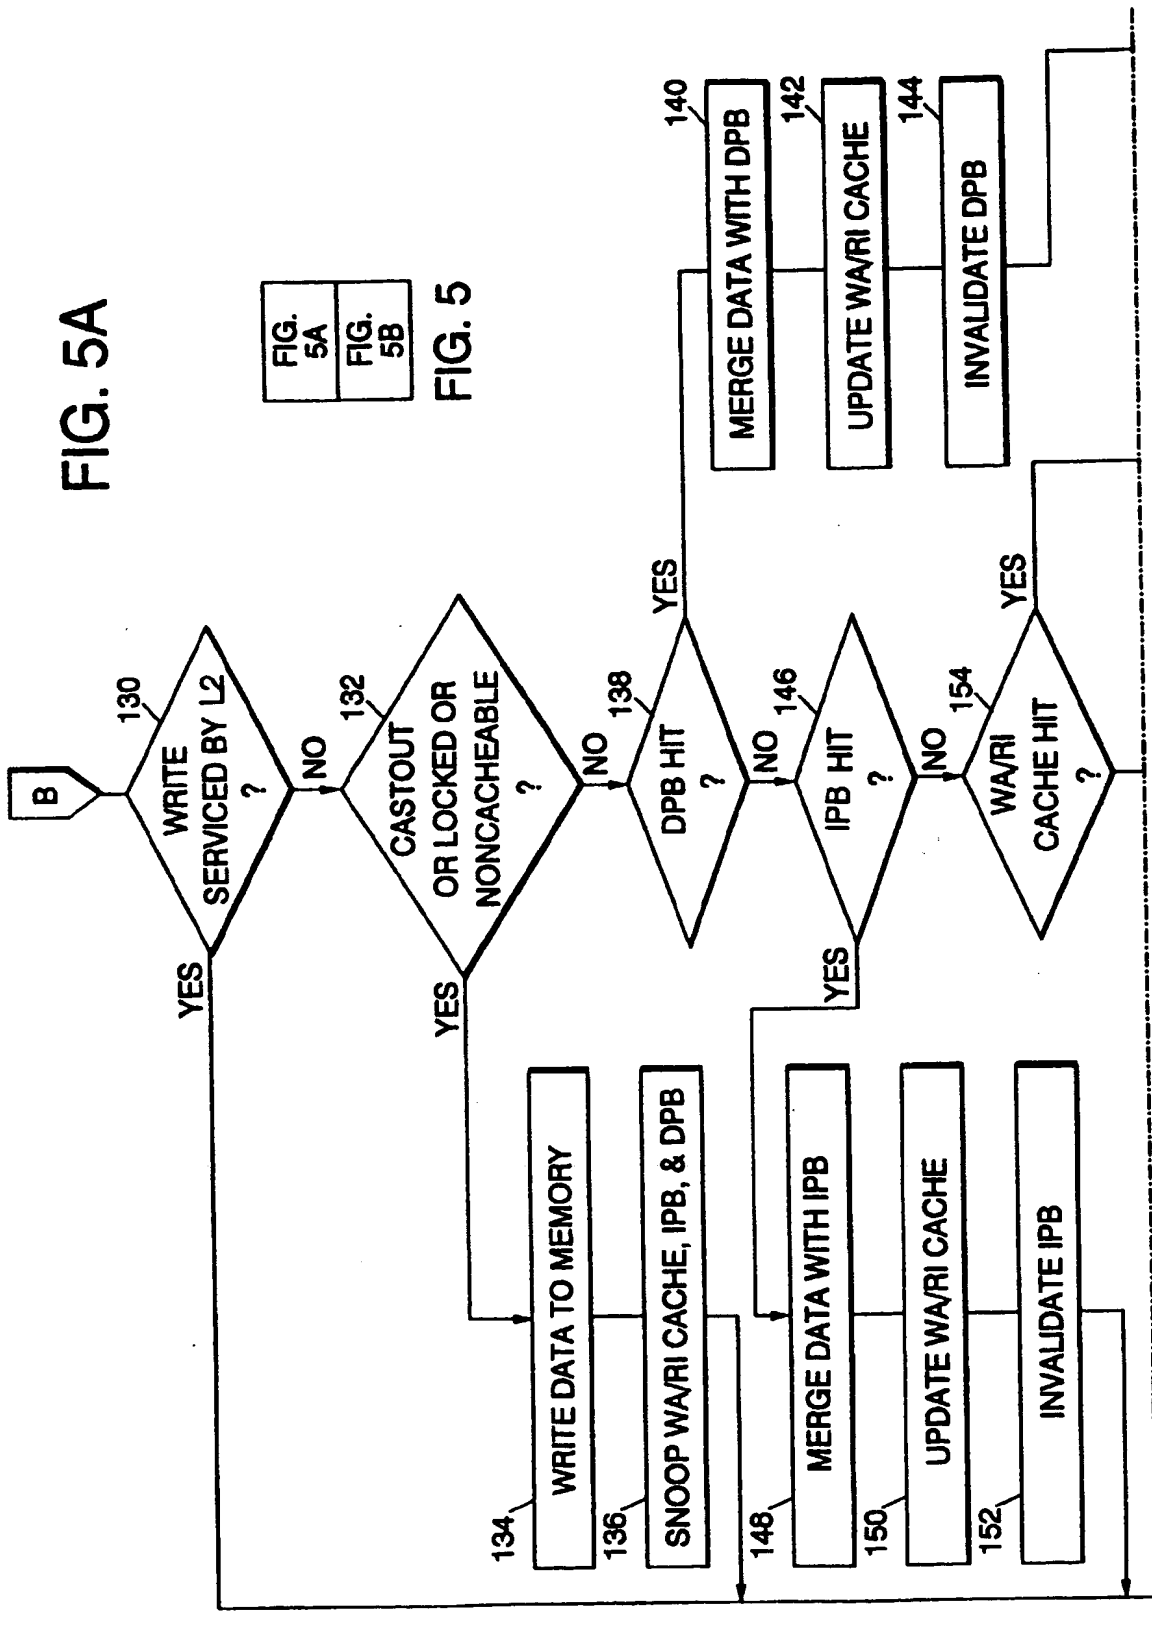 FIG. 5A
FIG.
5A
FIG.
5B
FIG. 5
B
130
WRITE
SERVICED BY L2
?
YES
NO
132
CASTOUT
OR LOCKED OR
NONCACHEABLE
?
YES
NO
134
WRITE DATA TO MEMORY
136
SNOOP WA/RI CACHE, IPB, & DPB
138
DPB HIT
?
YES
NO
140
MERGE DATA WITH DPB
142
UPDATE WA/RI CACHE
144
INVALIDATE DPB
146
IPB HIT
?
YES
NO
148
MERGE DATA WITH IPB
150
UPDATE WA/RI CACHE
152
INVALIDATE IPB
154
WA/RI
CACHE HIT
?
YES